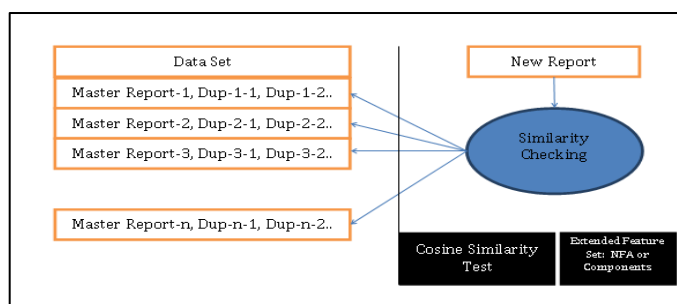 Data Set
Master Report-1, Dup-1-1, Dup-1-2..
Master Report-2, Dup-2-1, Dup-2-2..
Master Report-3, Dup-3-1, Dup-3-2..
Master Report-n, Dup-n-1, Dup-n-2..
New Report
Similarity
Checking
Cosine Similarity
Test
Extended Feature
Set: NFA or
Components